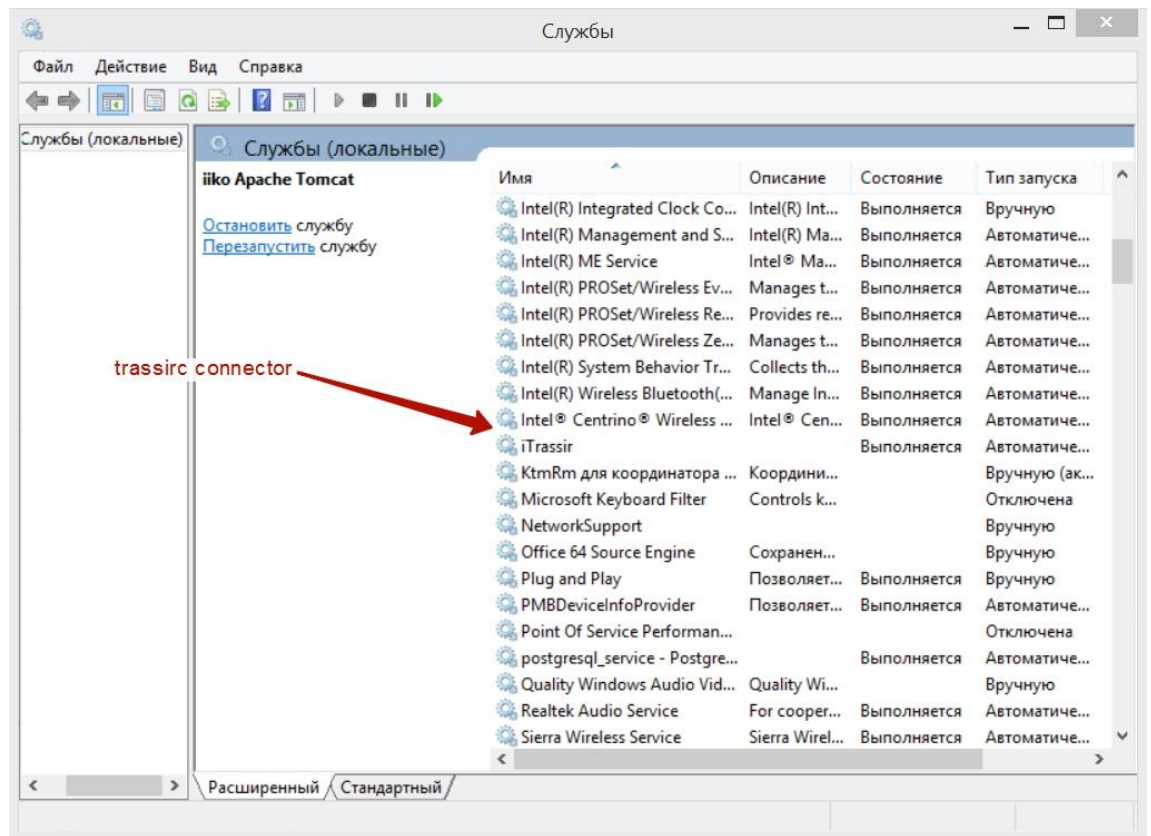 Службы
Файл Действие Вид Справка
Службы (локальные)
Службы (локальные)
iiko Apache Tomcat
Остановить службу
Перезапустить службу
trassirc connector
Имя Описание Состояние Тип запуска
Intel(R) Integrated Clock Co... Intel(R) Int... Выполняется Вручную
Intel(R) Management and S... Intel(R) Ma... Выполняется Автоматиче...
Intel(R) ME Service Intel® Ma... Выполняется Автоматиче...
Intel(R) PROSet/Wireless Ev... Manages t... Выполняется Автоматиче...
Intel(R) PROSet/Wireless Re... Provides re... Выполняется Автоматиче...
Intel(R) PROSet/Wireless Ze... Manages t... Выполняется Автоматиче...
Intel(R) System Behavior Tr... Collects th... Выполняется Автоматиче...
Intel(R) Wireless Bluetooth(... Manage In... Выполняется Автоматиче...
Intel® Centrino® Wireless ... Intel® Cen... Выполняется Автоматиче...
iTrassir Выполняется Автоматиче...
KtmRm для координатора ... Координи... Вручную (ак...
Microsoft Keyboard Filter Controls k... Отключена
NetworkSupport Вручную
Office 64 Source Engine Сохранен... Вручную
Plug and Play Позволяет... Выполняется Вручную
PMBDeviceInfoProvider Позволяет... Выполняется Автоматиче...
Point Of Service Performan... Отключена
postgresql_service - Postgre... Выполняется Автоматиче...
Quality Windows Audio Vid... Quality Wi... Вручную
Realtek Audio Service For cooper... Выполняется Автоматиче...
Sierra Wireless Service Sierra Wirel... Выполняется Автоматиче...
Расширенный Стандартный